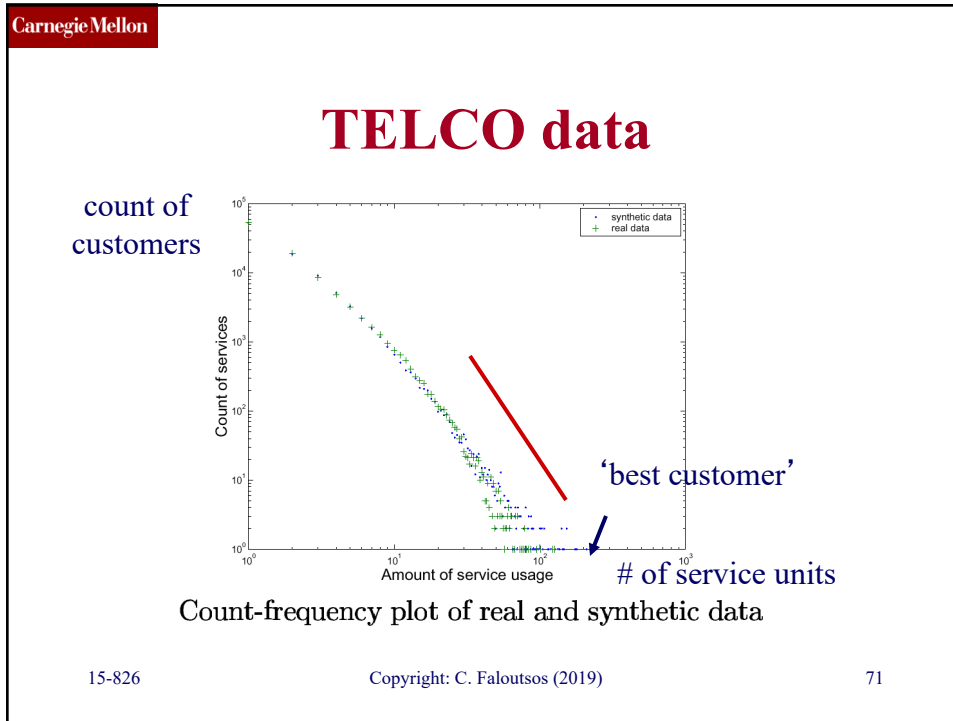 Carnegie Mellon
TELCO data
count of
customers
10^5
10^4
10^3
10^2
10^1
10^0
Count of services
synthetic data
real data
10^0 10^1 10^2 10^3
Amount of service usage
‘best customer’
# of service units
Count-frequency plot of real and synthetic data
15-826 Copyright: C. Faloutsos (2019) 71